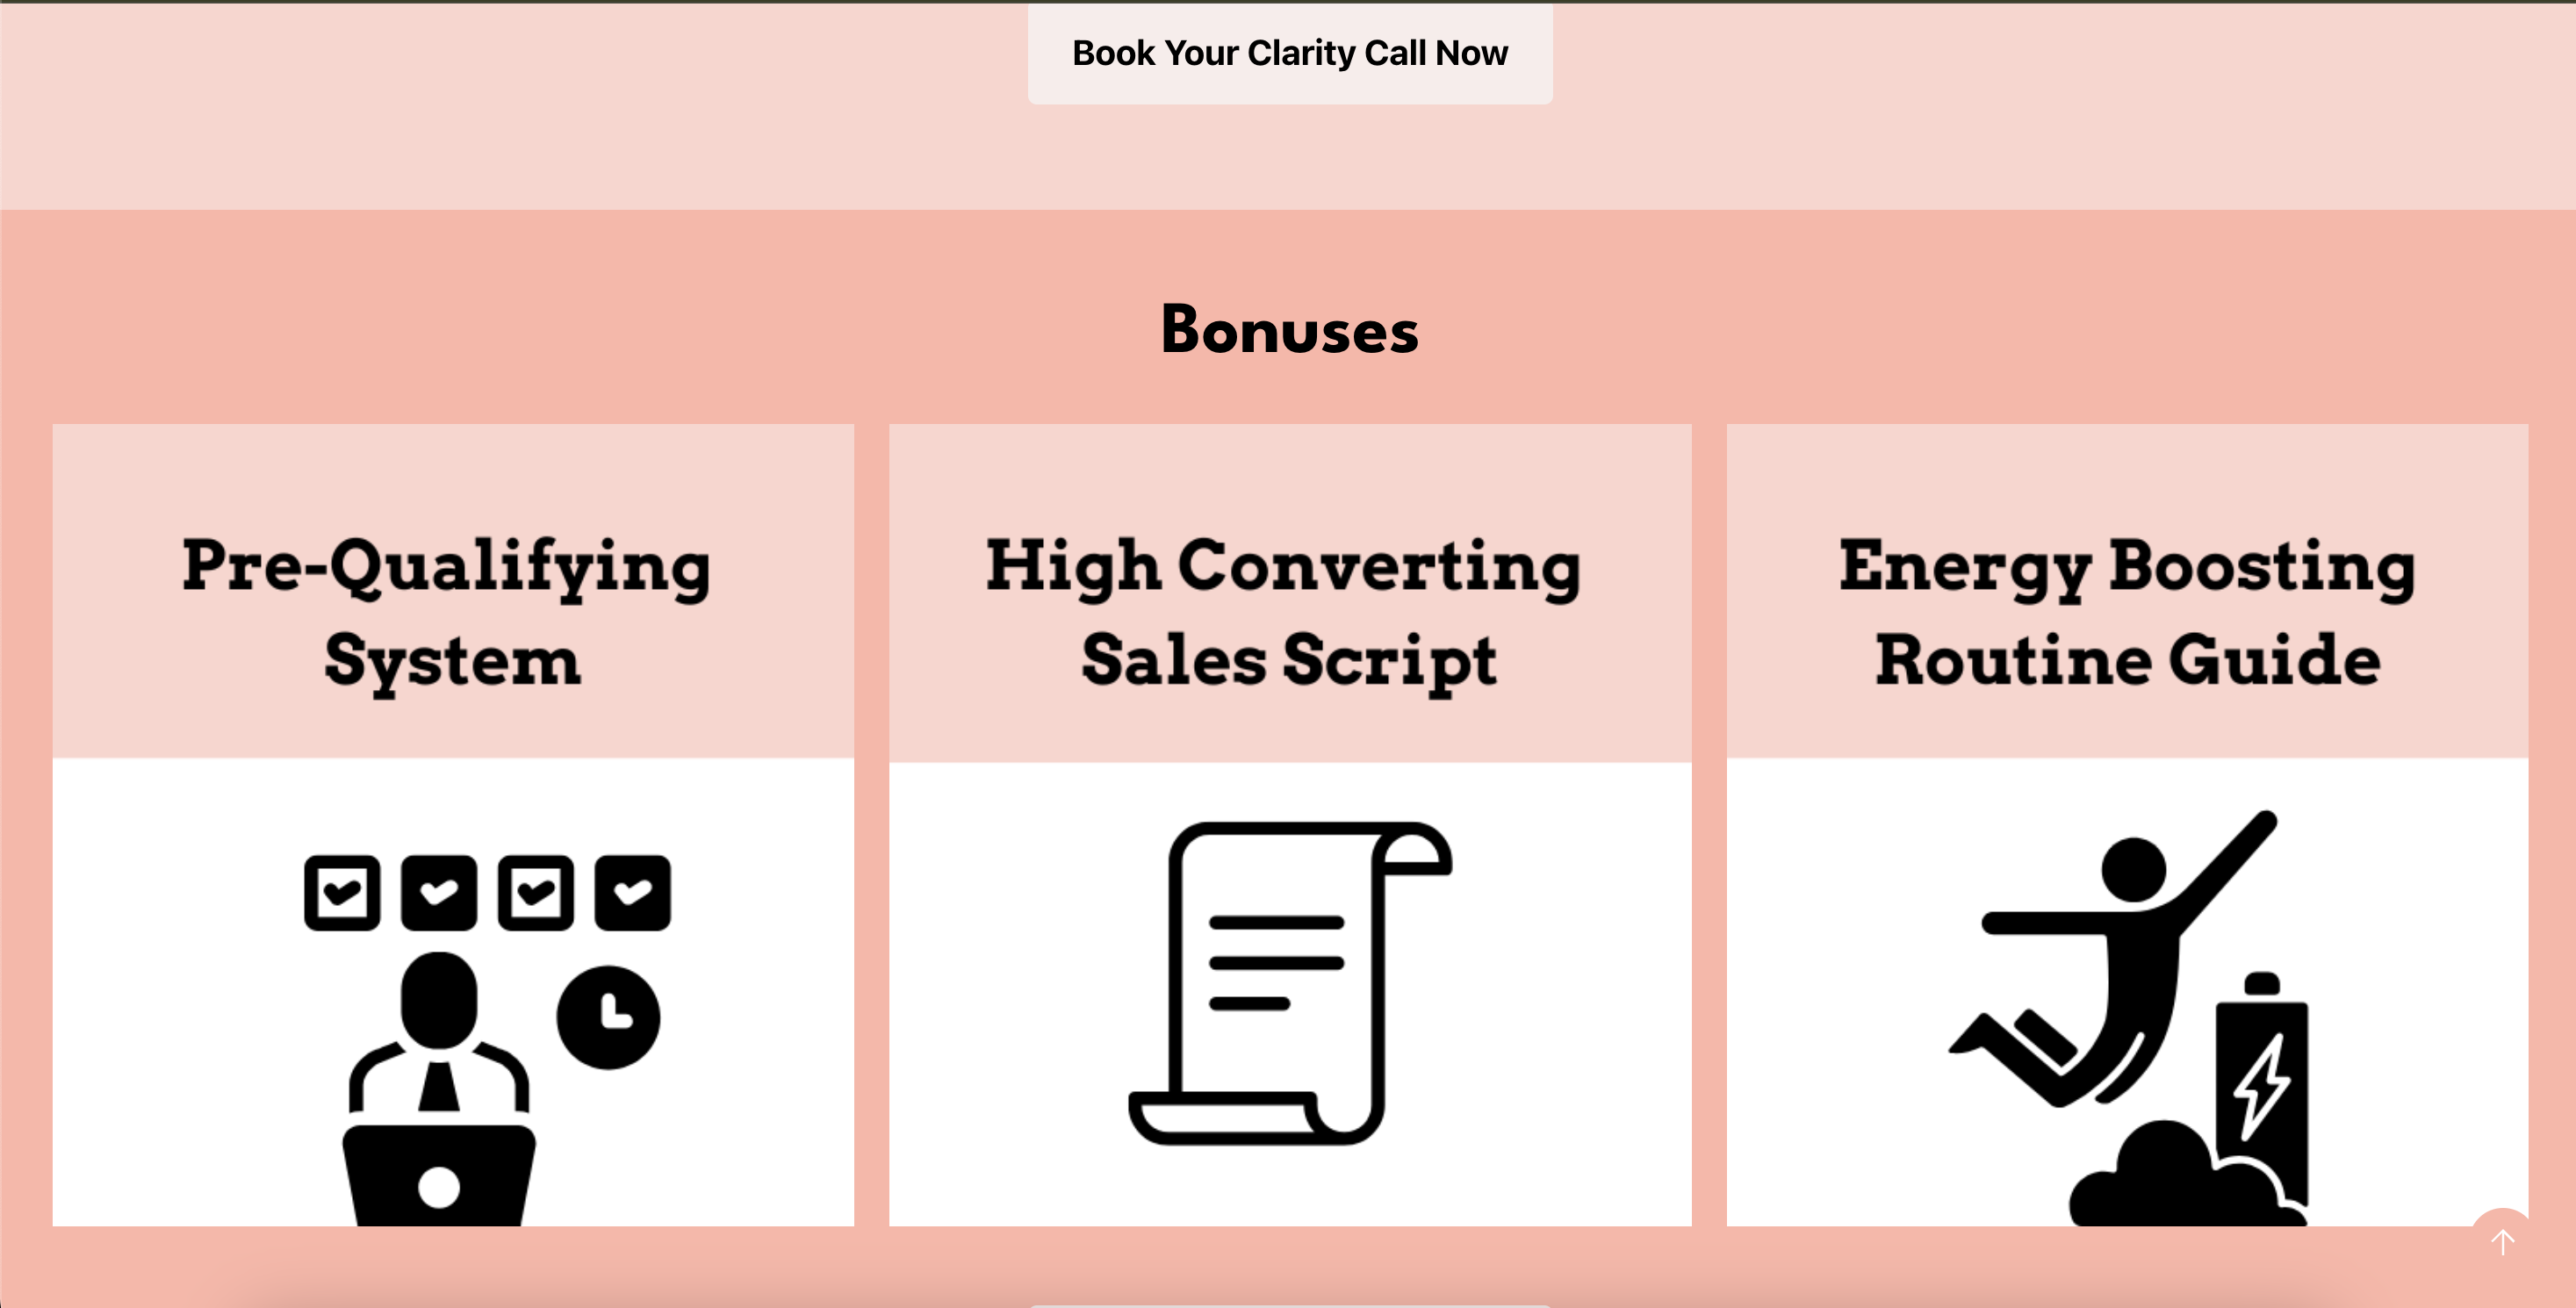 Book Your Clarity Call Now
Bonuses
Pre-Qualifying
System
High Converting
Sales Script
Energy Boosting
Routine Guide